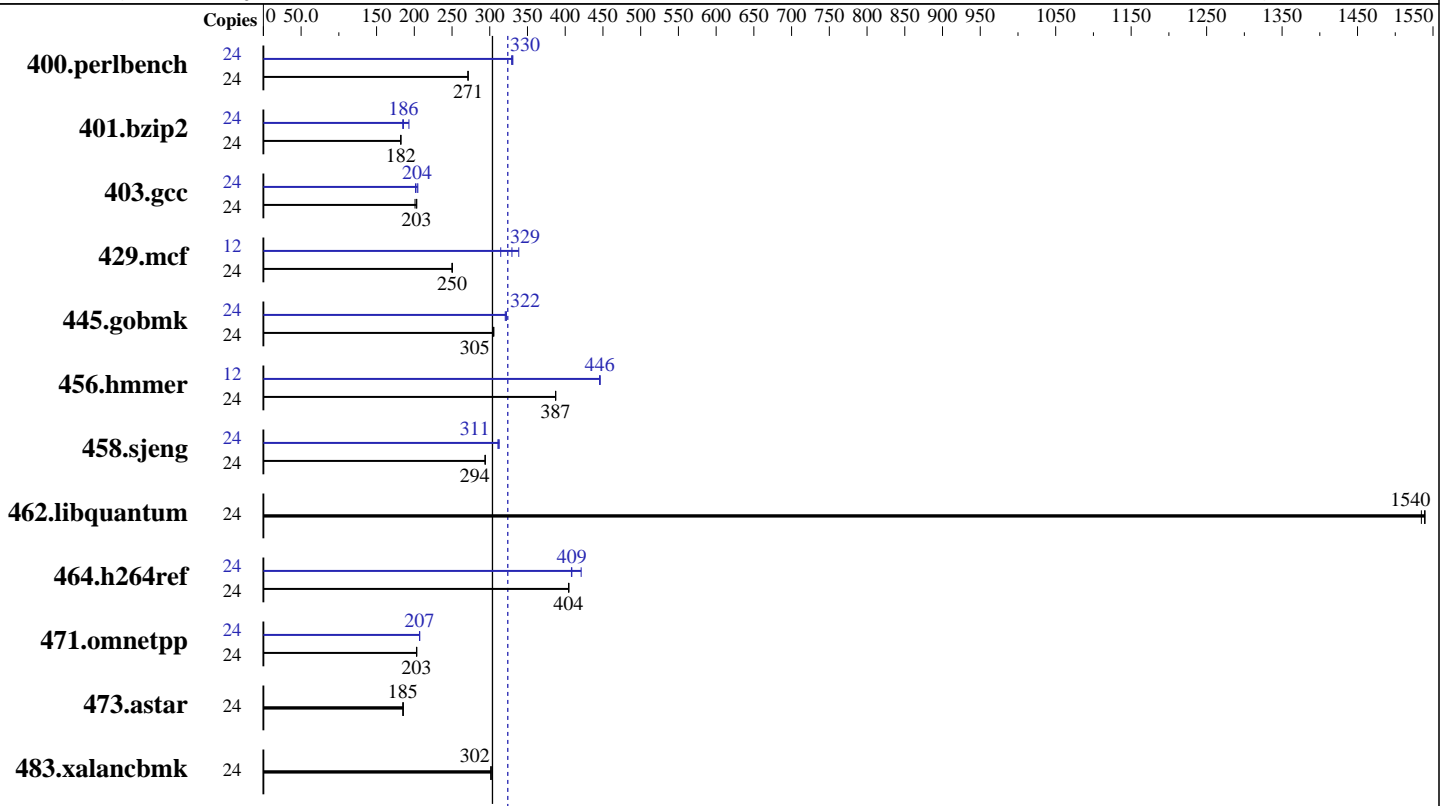 Copies 0 50.0 150 200 250 300 350 400 450 500 550 600 650 700 750 800 850 900 950 1050 1150 1250 1350 1450 1550
400.perlbench 24 330
24 271
401.bzip2 24 186
24 182
403.gcc 24 204
24 203
429.mcf 12 329
24 250
445.gobmk 24 322
24 305
456.hmmer 12 446
24 387
458.sjeng 24 311
24 294
462.libquantum 24 1540
464.h264ref 24 409
24 404
471.omnetpp 24 207
24 203
473.astar 24 185
483.xalancbmk 24 302